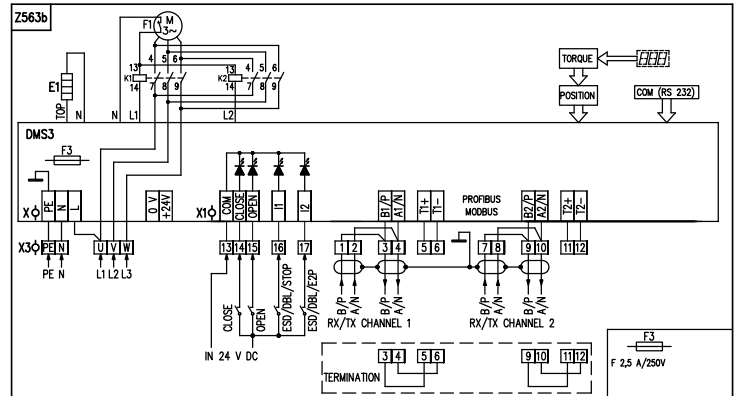 Z563b
F1 M
3~
4 5 6
13
K1
14
7 8 9
4 5 6
13
K2
14
7 8 9
E1
TOP N
N L1 L2
TORQUE
POSITION
COM (RS 232)
DMS3
F3
X PE N L
0 V
+24V
X1 COM CLOSE OPEN I1 I2
B1/P A1/N T1+ T1-
PROFIBUS
MODBUS
B2/P A2/N T2+ T2-
X3 PE N U V W 13 14 15 16 17 1 2 3 4 5 6 7 8 9 10 11 12
PE N L1 L2 L3
CLOSE OPEN ESD/DBL/STOP ESD/DBL/E2P
B/P A/N B/P A/N B/P A/N B/P A/N
RX/TX CHANNEL 1 RX/TX CHANNEL 2
IN 24 V DC
TERMINATION 3 4 5 6 9 10 11 12
F3
F 2,5 A/250V